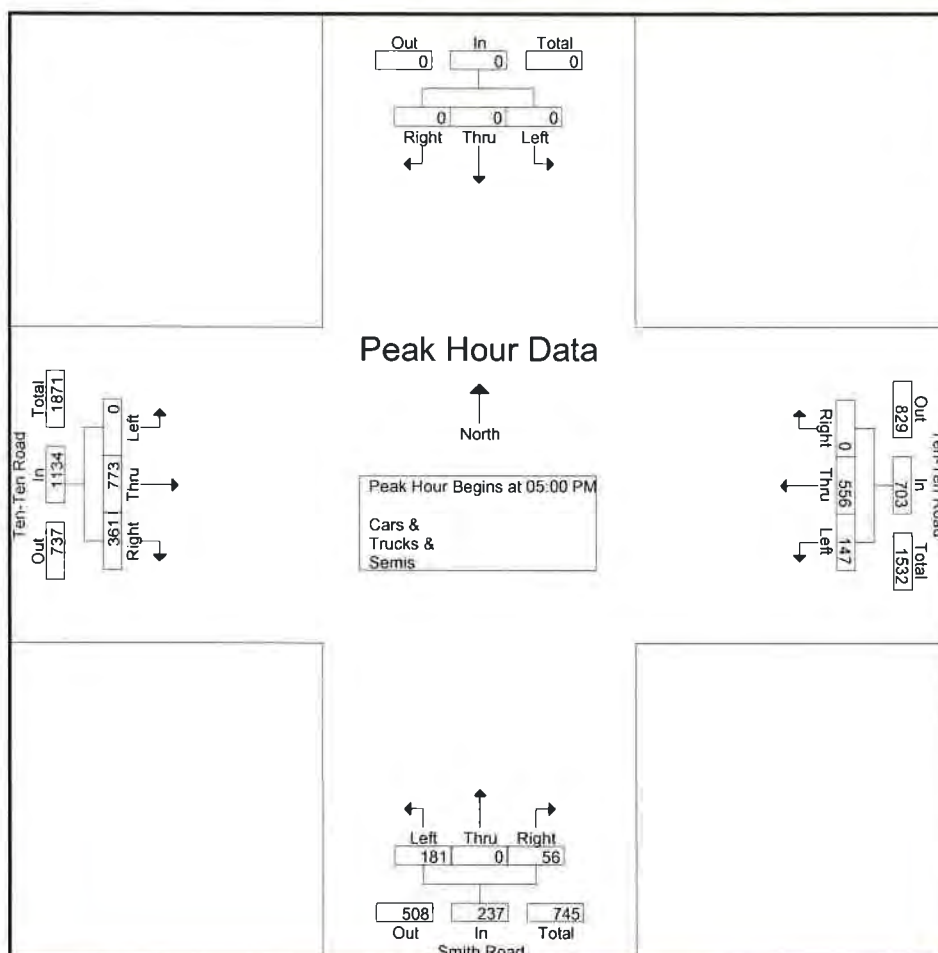 Out In Total
0 0 0
0 0 0
Right Thru Left
Peak Hour Data
North
Peak Hour Begins at 05:00 PM
Cars &
Trucks &
Semis
Ten-Ten Road
Out In Total
737 1134 1871
0 773 361
Left Thru Right
Right Thru Left
0 556 147
Out In Total
829 703 1532
Road
Left Thru Right
181 0 56
508 237 745
Out In Total
Smith Road